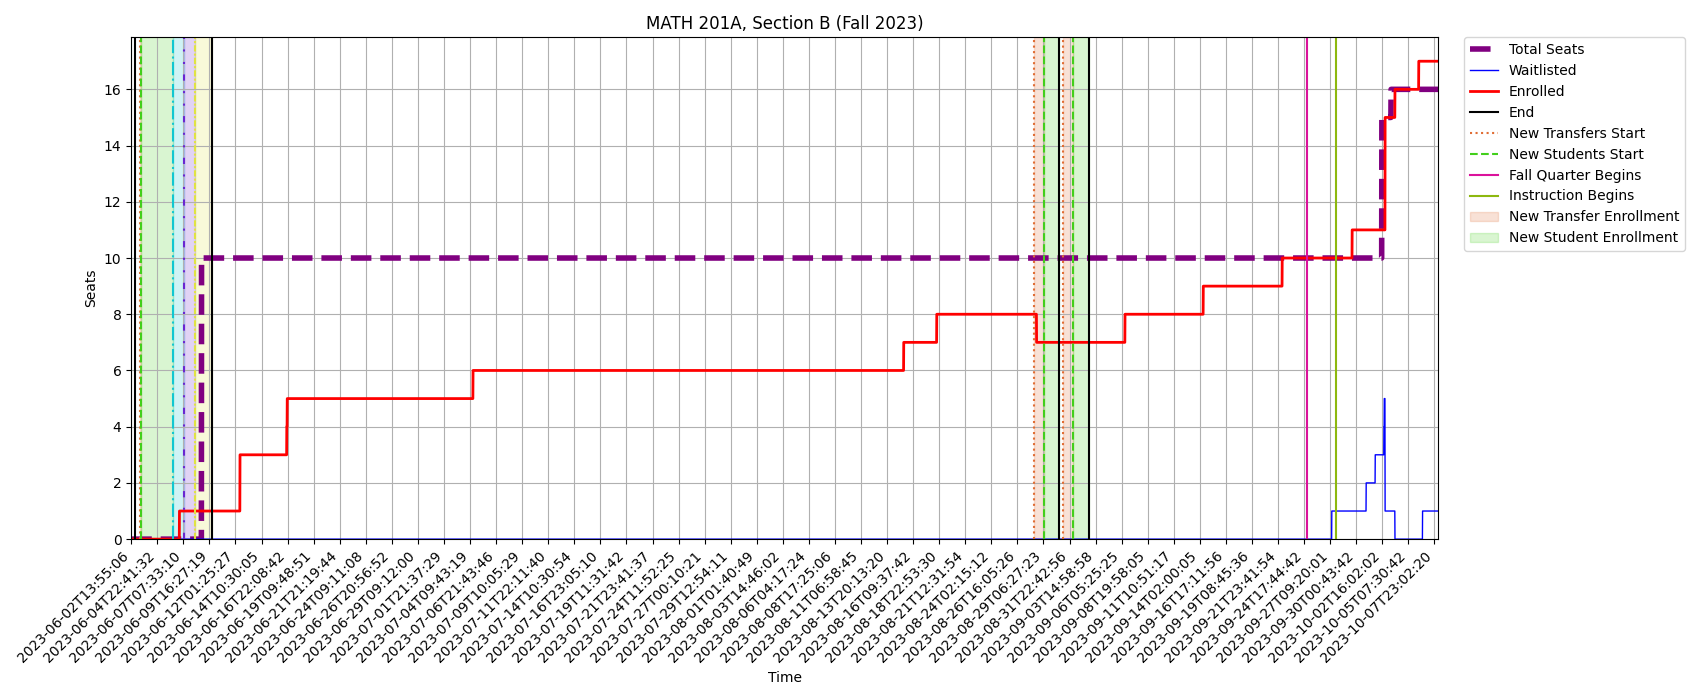 MATH 201A, Section B (Fall 2023)
Seats
16
14
12
10
8
6
4
2
0
2023-06-02T13:55:06
2023-06-04T22:41:32
2023-06-07T07:33:10
2023-06-09T16:27:19
2023-06-12T01:25:27
2023-06-14T10:30:05
2023-06-16T22:08:42
2023-06-19T09:48:51
2023-06-21T21:19:44
2023-06-24T09:11:08
2023-06-26T20:56:52
2023-06-29T09:12:00
2023-07-01T21:37:29
2023-07-04T09:43:19
2023-07-06T21:43:46
2023-07-09T10:05:29
2023-07-11T22:11:40
2023-07-14T10:30:54
2023-07-16T23:05:10
2023-07-19T11:31:42
2023-07-21T23:41:37
2023-07-24T11:52:25
2023-07-27T00:10:21
2023-07-29T12:54:11
2023-08-01T01:40:49
2023-08-03T14:46:02
2023-08-06T04:17:24
2023-08-08T17:25:06
2023-08-11T06:58:45
2023-08-13T20:13:20
2023-08-16T09:37:42
2023-08-18T22:53:30
2023-08-21T12:31:54
2023-08-24T02:15:12
2023-08-26T16:05:26
2023-08-29T06:27:23
2023-08-31T22:42:56
2023-09-03T14:58:58
2023-09-06T05:25:25
2023-09-08T19:58:05
2023-09-11T10:51:17
2023-09-14T02:00:05
2023-09-16T17:11:56
2023-09-19T08:45:36
2023-09-21T23:41:54
2023-09-24T17:44:42
2023-09-27T09:20:01
2023-09-30T00:43:42
2023-10-02T16:02:02
2023-10-05T07:30:42
2023-10-07T23:02:20
Time
Total Seats
Waitlisted
Enrolled
End
New Transfers Start
New Students Start
Fall Quarter Begins
Instruction Begins
New Transfer Enrollment
New Student Enrollment